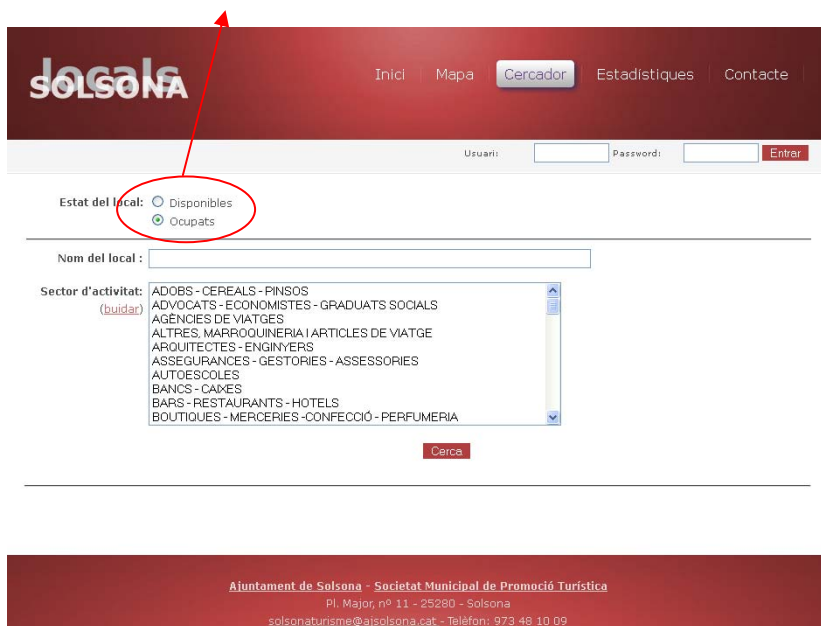 locals
SOLSONA
Inici Mapa Cercador Estadístiques Contacte
Usuari: Password: Entrar
Estat del local: Disponibles
Ocupats
Nom del local :
Sector d'activitat:
(buidar)
ADOBS - CEREALS - PINSOS
ADVOCATS - ECONOMISTES - GRADUATS SOCIALS
AGÈNCIES DE VIATGES
ALTRES, MARROQUINERIA I ARTICLES DE VIATGE
ARQUITECTES - ENGINYERS
ASSEGURANCES - GESTORIES - ASSESSORIES
AUTOESCOLES
BANCS - CAIXES
BARS - RESTAURANTS - HOTELS
BOUTIQUES - MERCERIES -CONFECCIÓ - PERFUMERIA
Cerca
Ajuntament de Solsona - Societat Municipal de Promoció Turística
Pl. Major, nº 11 - 25280 - Solsona
solsonaturisme@ajsolsona.cat - Telèfon: 973 48 10 09